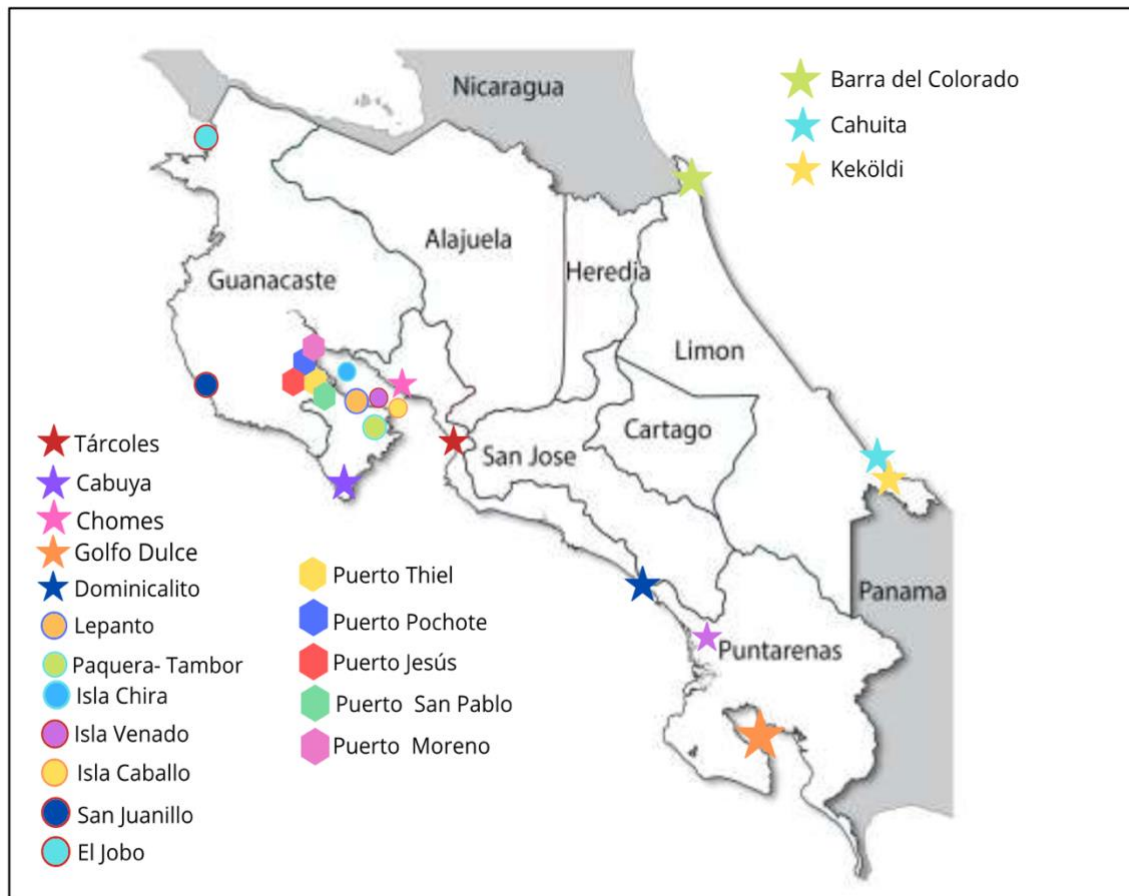 Nicaragua
Barra del Colorado
Cahuita
Keköldi
Alajuela
Heredia
Guanacaste
Limon
Cartago
San Jose
Panama
Puntarenas
Tárcoles
Cabuya
Chomes
Golfo Dulce
Dominicalito
Lepanto
Paquera- Tambor
Isla Chira
Isla Venado
Isla Caballo
San Juanillo
El Jobo
Puerto Thiel
Puerto Pochote
Puerto Jesús
Puerto San Pablo
Puerto Moreno